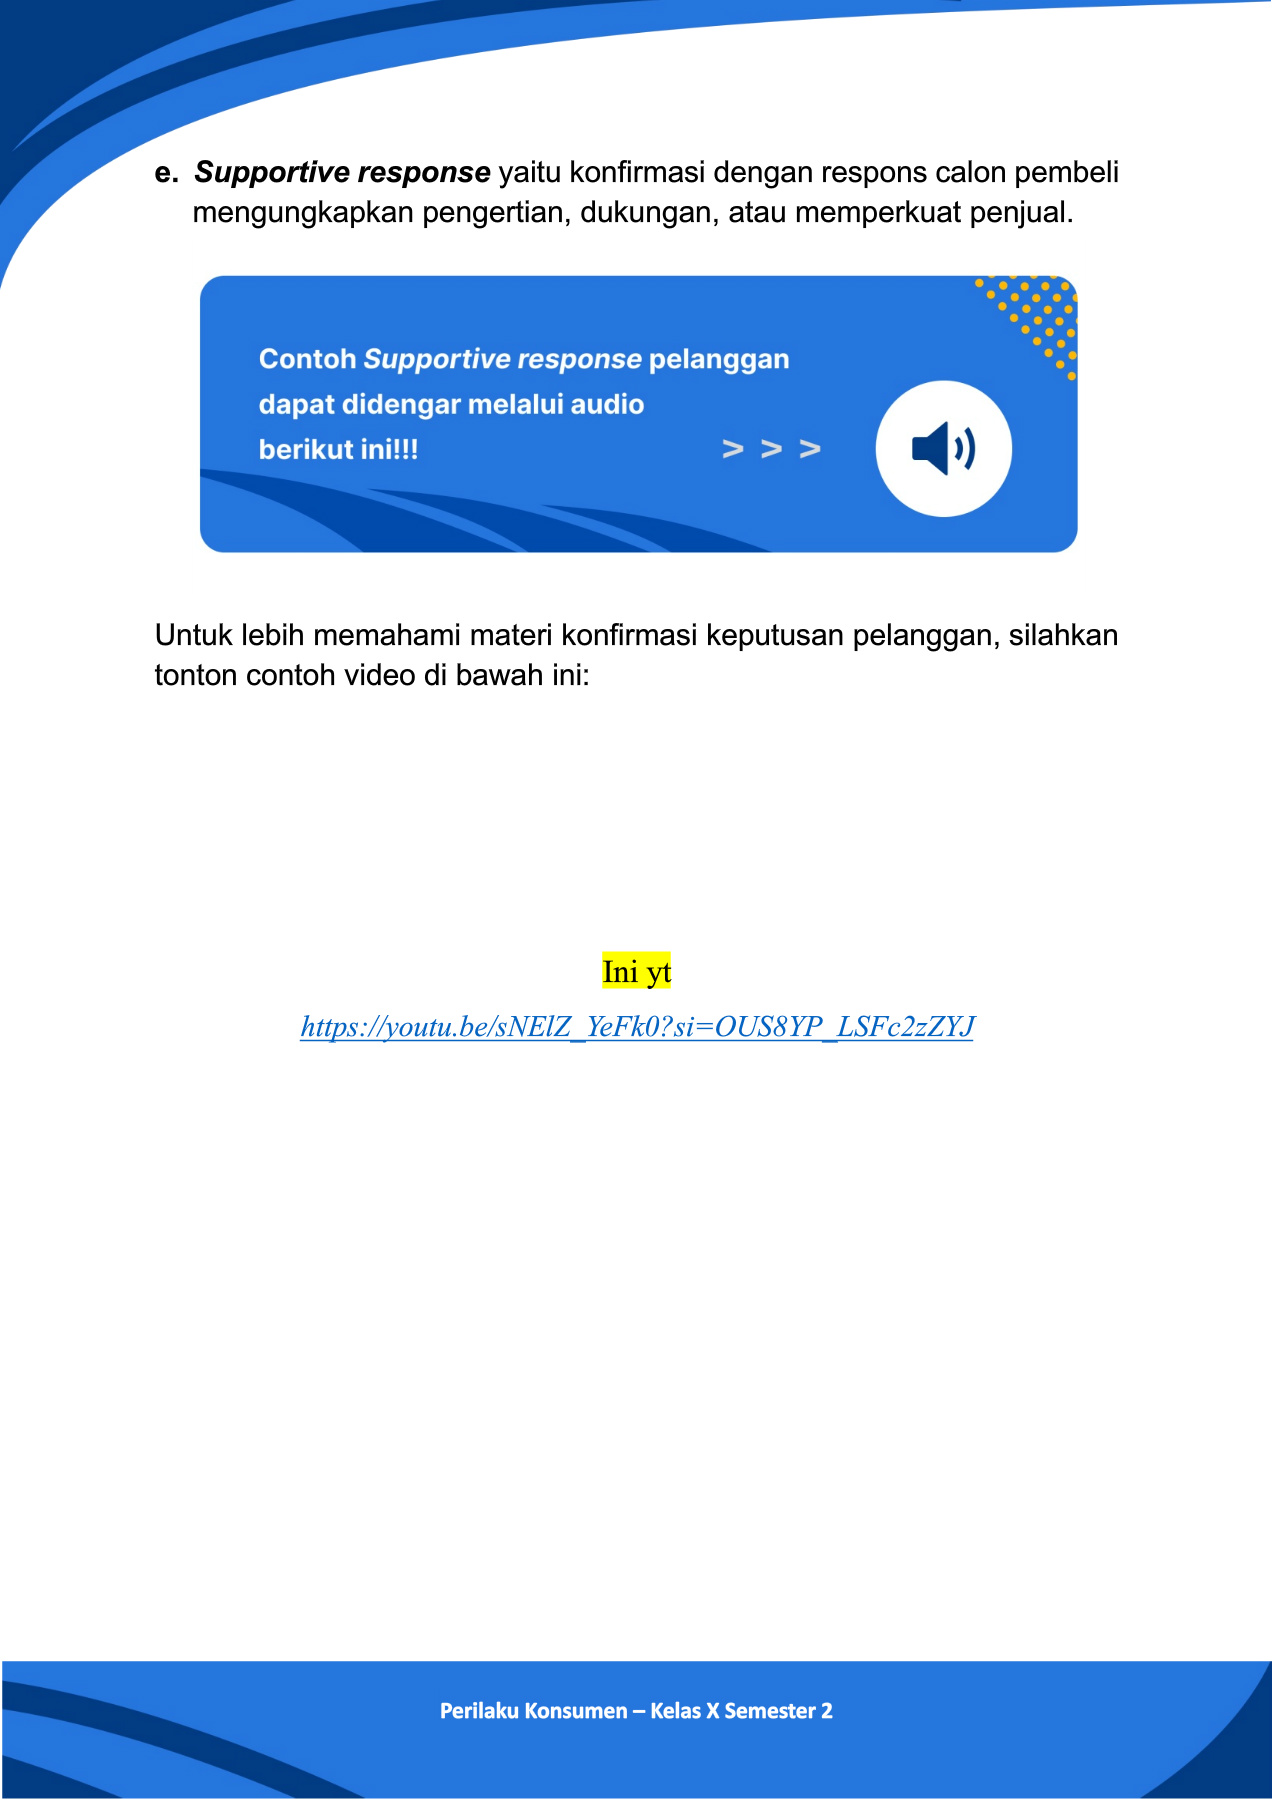 e. Supportive response yaitu konfirmasi dengan respons calon pembeli
mengungkapkan pengertian, dukungan, atau memperkuat penjual.
Contoh Supportive response pelanggan
dapat didengar melalui audio
berikut ini!!!
> > >
Untuk lebih memahami materi konfirmasi keputusan pelanggan, silahkan
tonton contoh video di bawah ini:
Ini yt
https://youtu.be/sNElZ_YeFk0?si=OUS8YP_LSFc2zZYJ
Perilaku Konsumen – Kelas X Semester 2